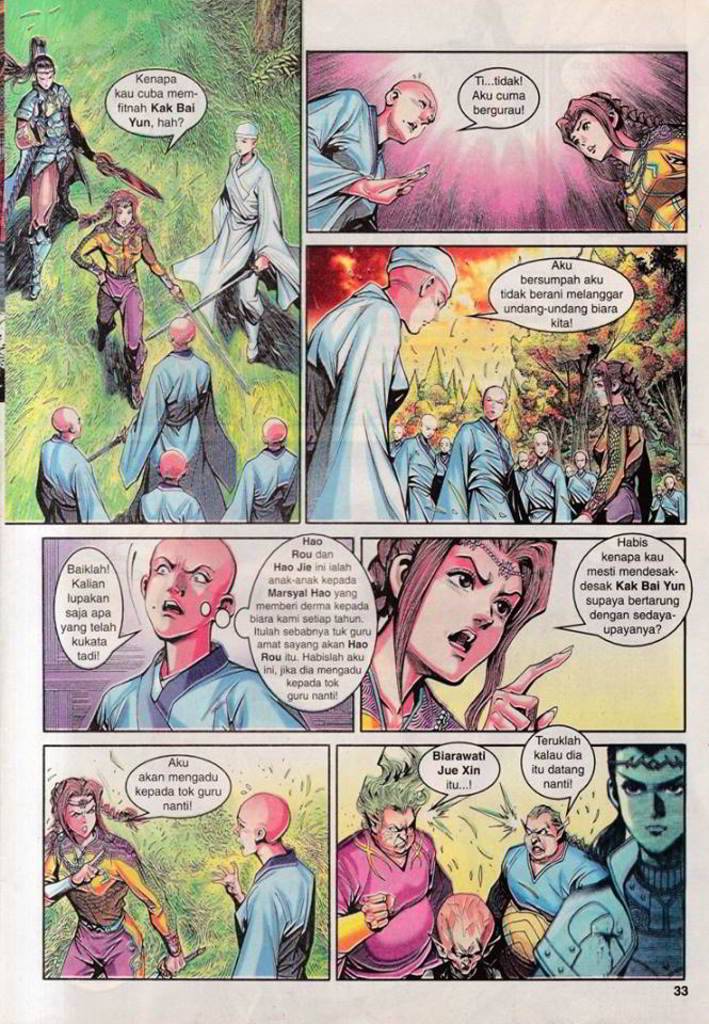 Kenapa
kau cuba mem-
fitnah Kak Bai
Yun, hah?
Ti...tidak!
Aku cuma
bergurau!
Aku
bersumpah aku
tidak berani melanggar
undang-undang biara
kita!
Baiklah!
Kalian
lupakan
saja apa
yang telah
kukata
tadi!
Hao
Rou dan
Hao Jie ini ialah
anak-anak kepada
Marsyal Hao yang
memberi derma kepada
biara kami setiap tahun.
Itulah sebabnya tuk guru
amat sayang akan Hao
Rou itu. Habislah aku
ini, jika dia mengadu
kepada tok
guru nanti!
Habis
kenapa kau
mesti mendesak-
desak Kak Bai Yun
supaya bertarung
dengan sedaya-
upayanya?
Aku
akan mengadu
kepada tok guru
nanti!
Biarawati
Jue Xin
itu...!
Teruklah
kalau dia
itu datang
nanti!
33